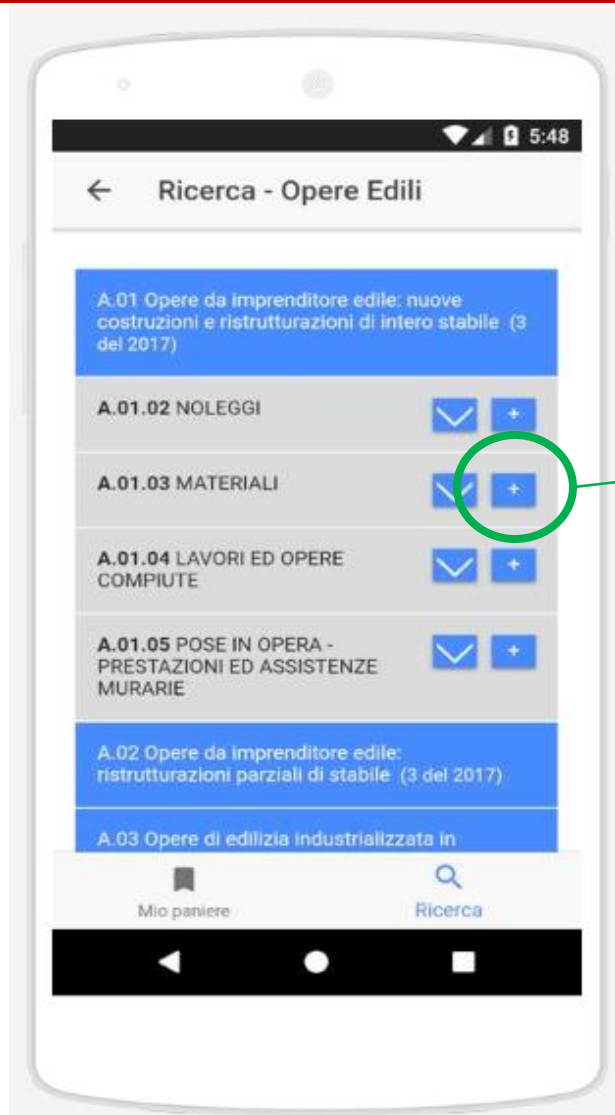 5:48
Ricerca - Opere Edili
A.01 Opere da imprenditore edile: nuove
costruzioni e ristrutturazioni di intero stabile (3
del 2017)
A.01.02 NOLEGGI
+
A.01.03 MATERIALI
+
A.01.04 LAVORI ED OPERE
COMPIUTE
+
A.01.05 POSE IN OPERA -
PRESTAZIONI ED ASSISTENZE
MURARIE
+
A.02 Opere da imprenditore edile:
ristrutturazioni parziali di stabile (3 del 2017)
A.03 Opere di edilizia industrializzata in
Mio paniere
Ricerca